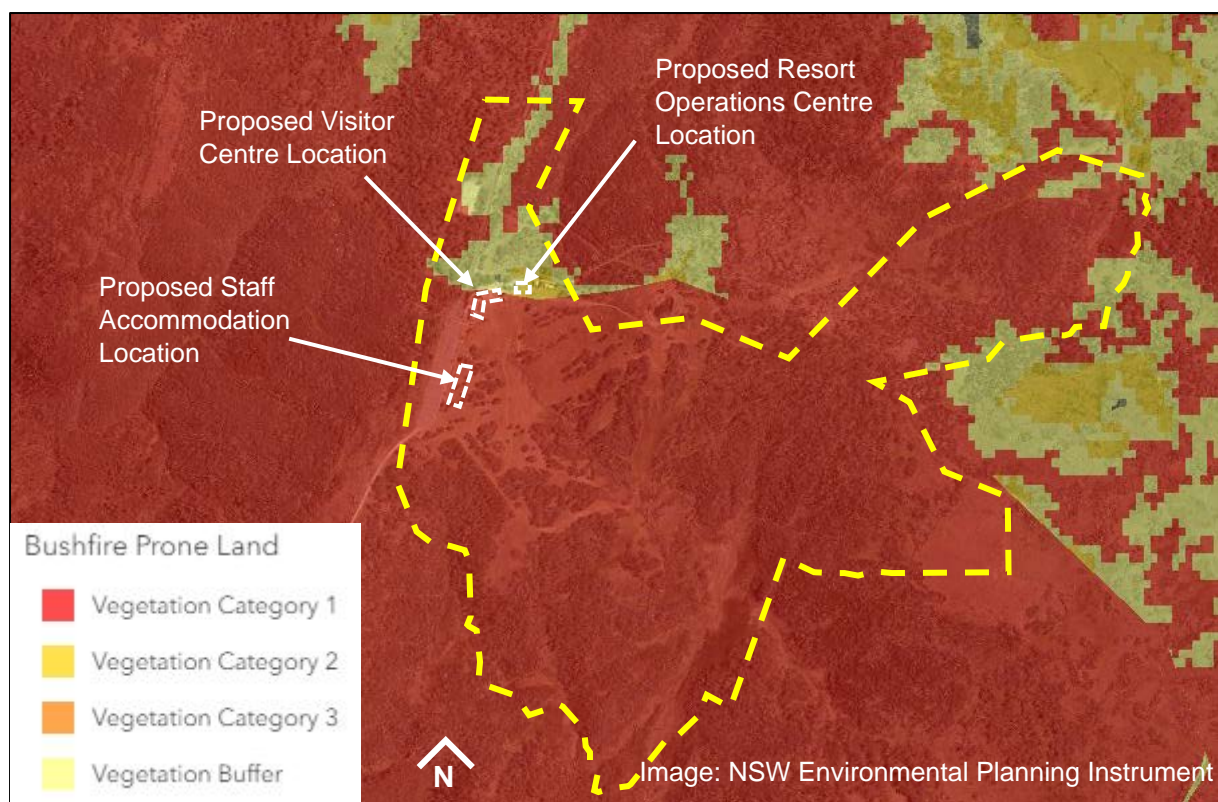 Proposed Resort
Operations Centre
Location
Proposed Visitor
Centre Location
Proposed Staff
Accommodation
Location
Bushfire Prone Land
Vegetation Category 1
Vegetation Category 2
Vegetation Category 3
Vegetation Buffer
N
Image: NSW Environmental Planning Instrument